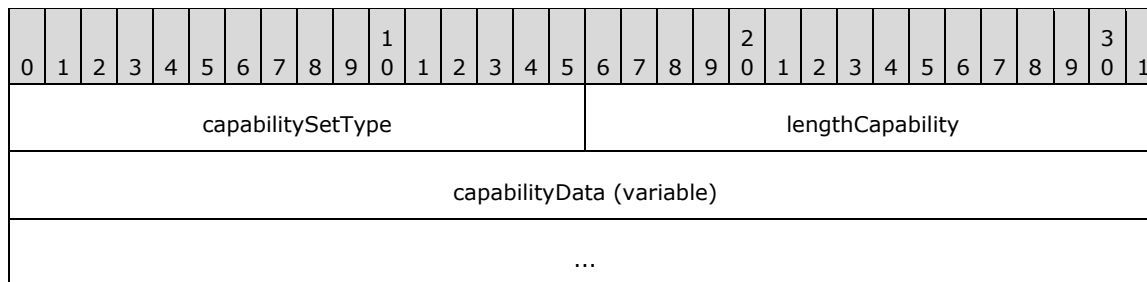 1 2 3
0 1 2 3 4 5 6 7 8 9 0 1 2 3 4 5 6 7 8 9 0 1 2 3 4 5 6 7 8 9 0 1
capabilitySetType lengthCapability
capabilityData (variable)
...